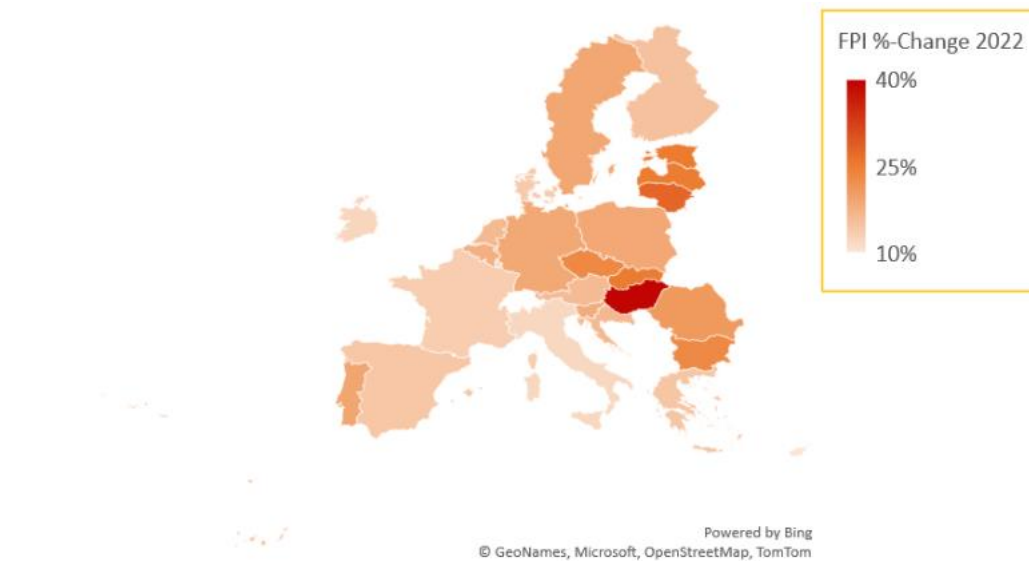 FPI %-Change 2022
40%
25%
10%
Powered by Bing
© GeoNames, Microsoft, OpenStreetMap, TomTom